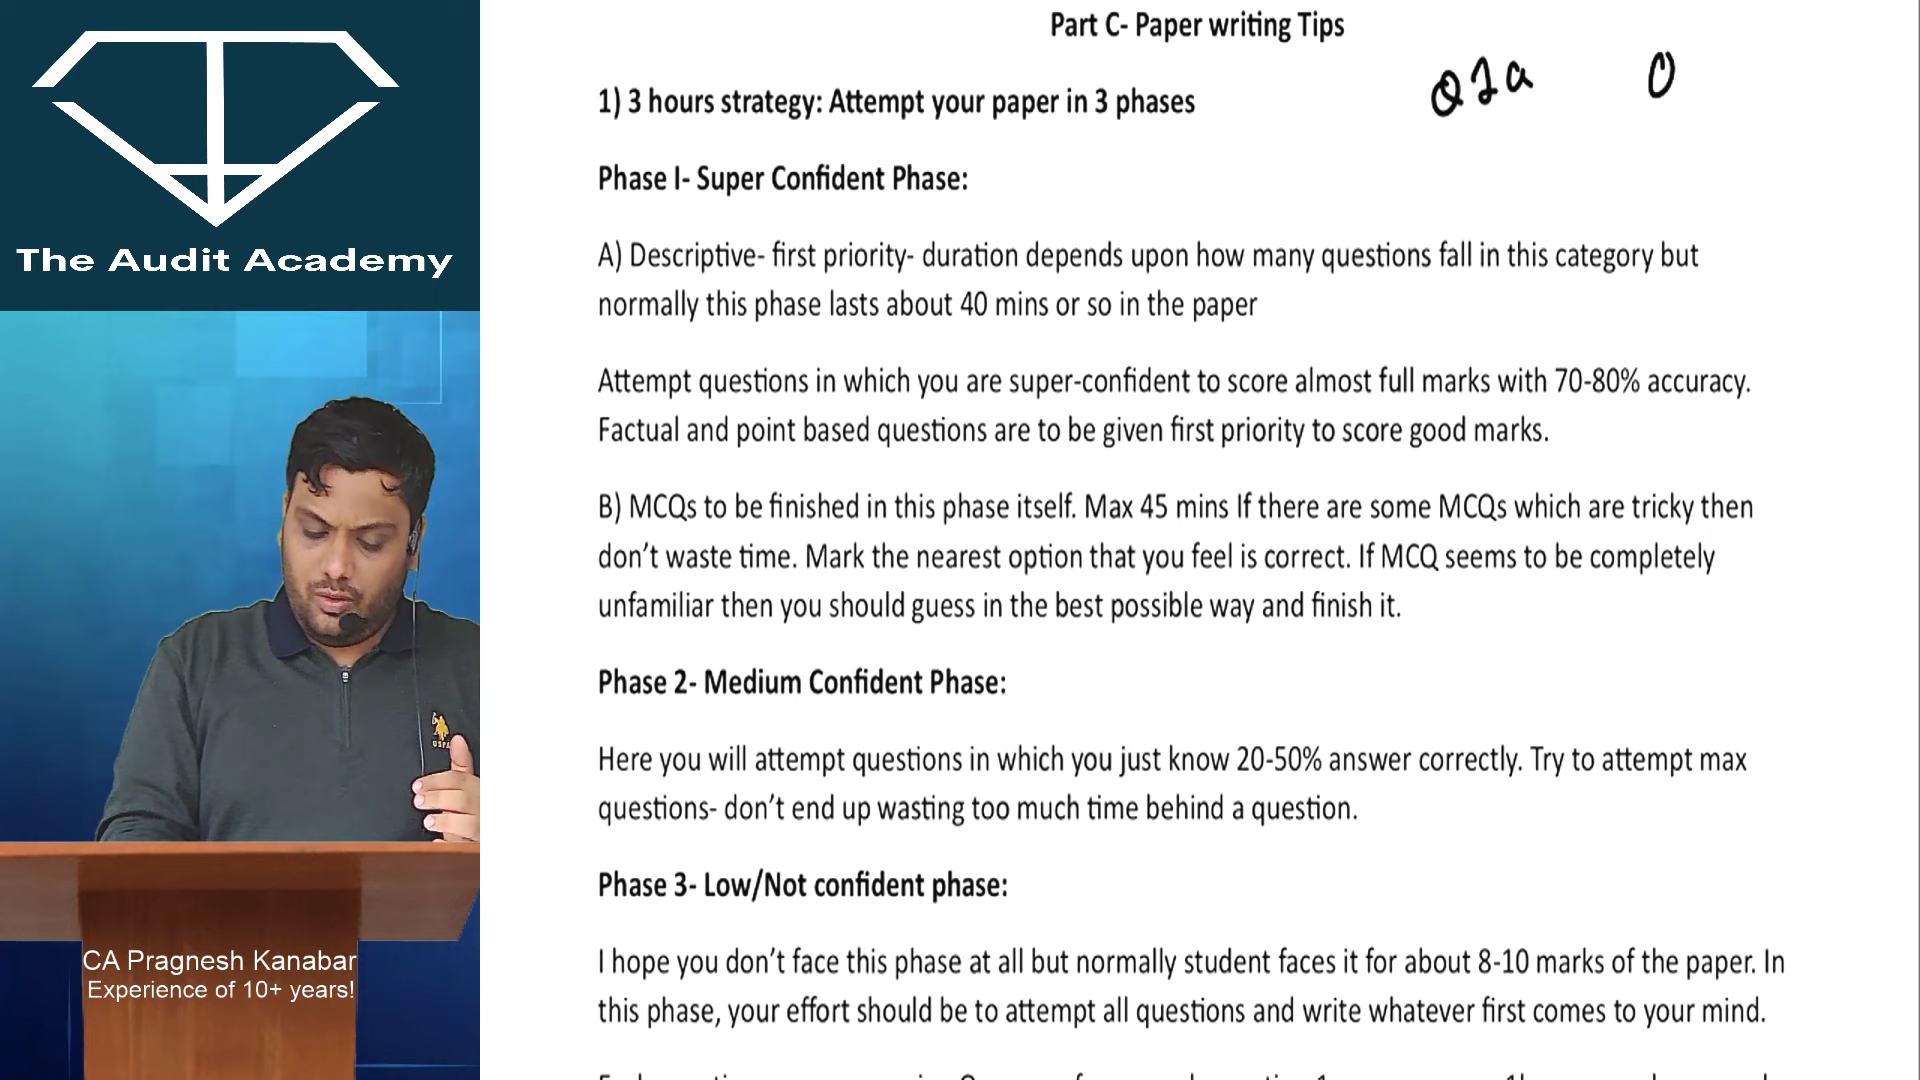 The Audit Academy
USPA
CA Pragnesh Kanabar
Experience of 10+ years!
Part C- Paper writing Tips
Q2a O
1) 3 hours strategy: Attempt your paper in 3 phases
Phase I- Super Confident Phase:
A) Descriptive- first priority- duration depends upon how many questions fall in this category but
normally this phase lasts about 40 mins or so in the paper
Attempt questions in which you are super-confident to score almost full marks with 70-80% accuracy.
Factual and point based questions are to be given first priority to score good marks.
B) MCQs to be finished in this phase itself. Max 45 mins If there are some MCQs which are tricky then
don’t waste time. Mark the nearest option that you feel is correct. If MCQ seems to be completely
unfamiliar then you should guess in the best possible way and finish it.
Phase 2- Medium Confident Phase:
Here you will attempt questions in which you just know 20-50% answer correctly. Try to attempt max
questions- don’t end up wasting too much time behind a question.
Phase 3- Low/Not confident phase:
I hope you don’t face this phase at all but normally student faces it for about 8-10 marks of the paper. In
this phase, your effort should be to attempt all questions and write whatever first comes to your mind.